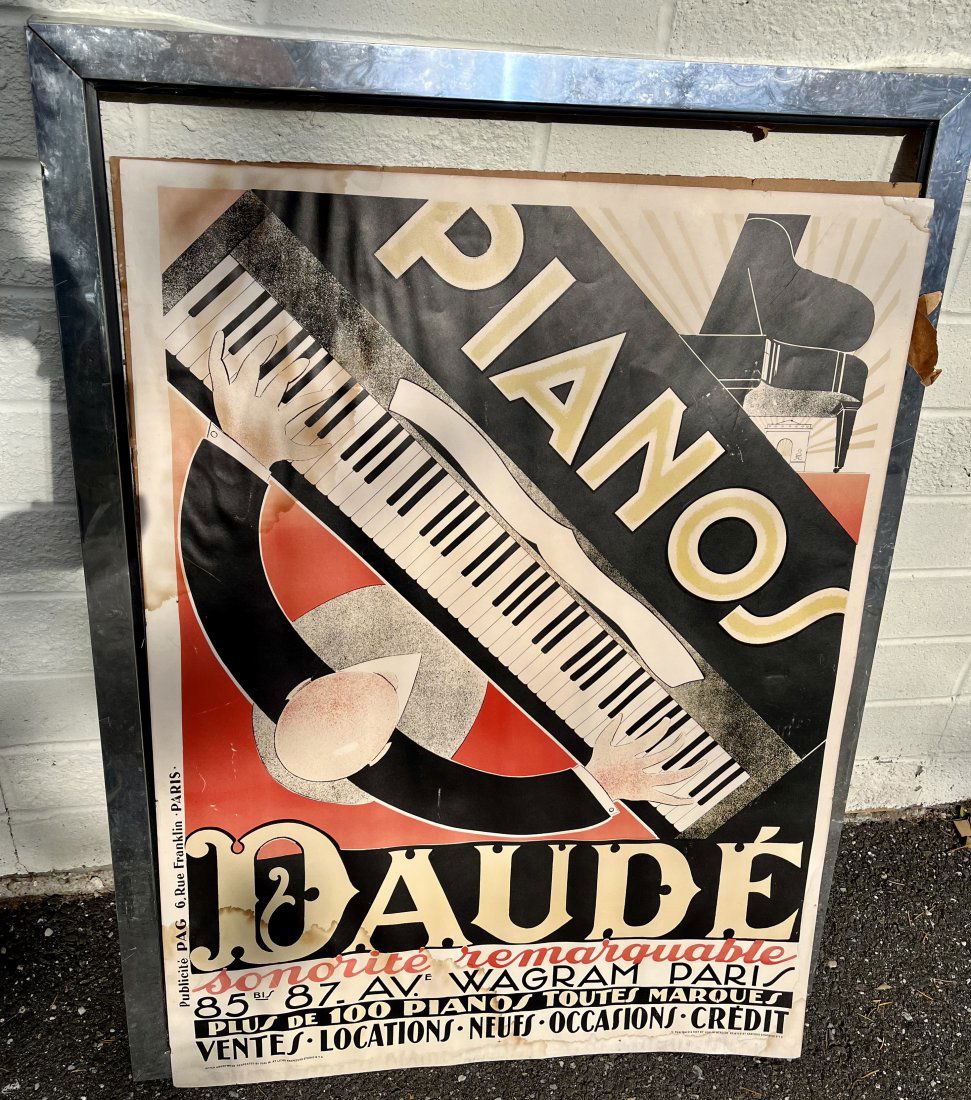 PIANOS
DAUDÉ
sonorité remarquable
85 BIS 87. AV.E WAGRAM PARIS
PLUS DE 100 PIANOS TOUTES MARQUES
VENTES · LOCATIONS · NEUFS · OCCASIONS · CRÉDIT
Publicité PAG 6, Rue Franklin · PARIS ·